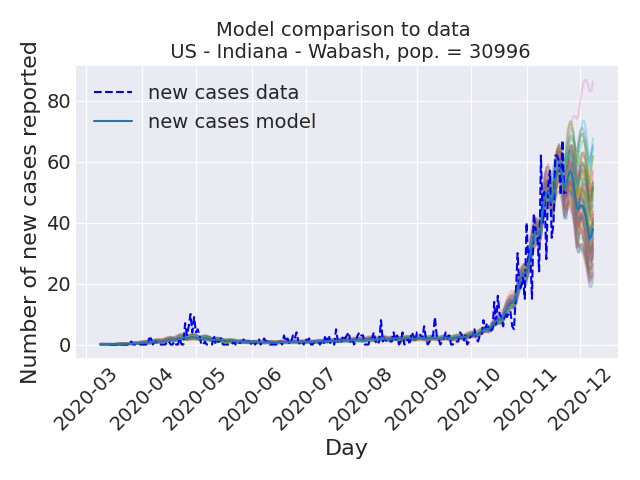 Model comparison to data
US - Indiana - Wabash, pop. = 30996
Number of new cases reported
new cases data
new cases model
80
60
40
20
0
2020-03
2020-04
2020-05
2020-06
2020-07
2020-08
2020-09
2020-10
2020-11
2020-12
Day